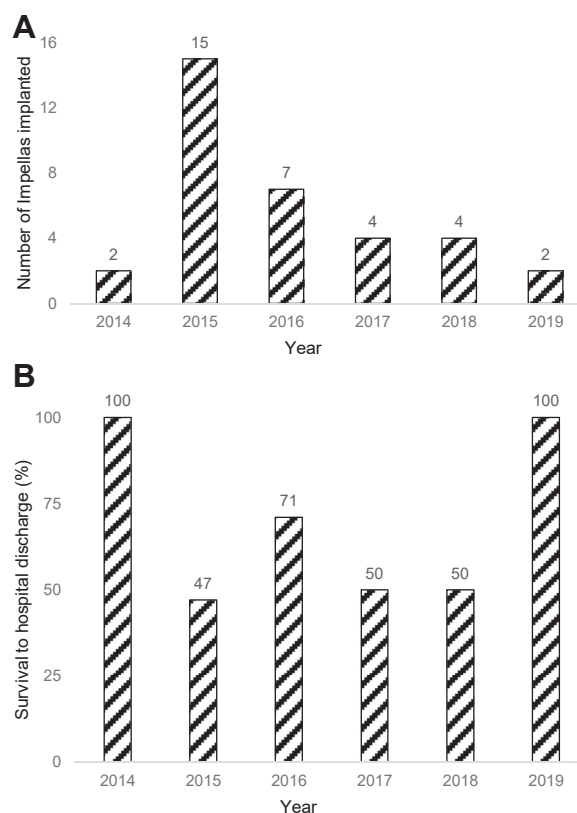 A
Number of Impellas implanted
16
12
8
4
0
2
15
7
4
4
2
2014 2015 2016 2017 2018 2019
Year
B
Survival to hospital discharge (%)
100
75
50
25
0
100
47
71
50
50
100
2014 2015 2016 2017 2018 2019
Year